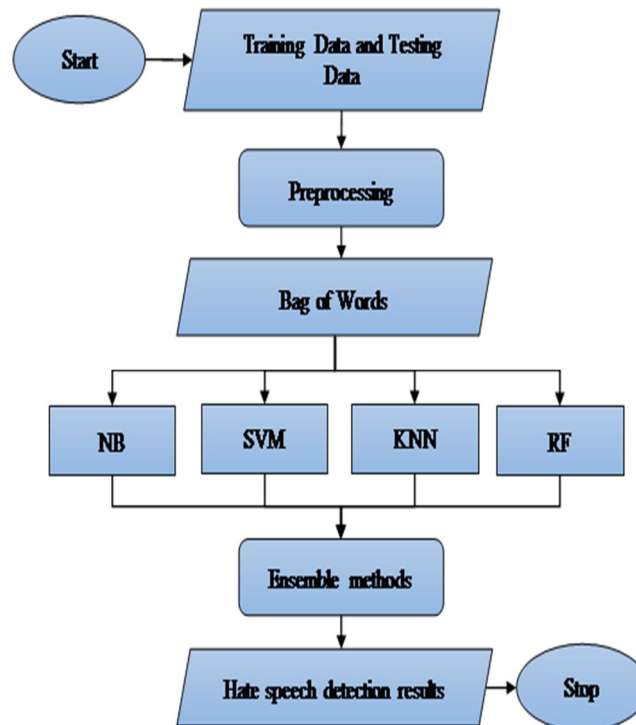 Start
Training Data and Testing
Data
Preprocessing
Bag of Words
NB
SVM
KNN
RF
Ensemble methods
Hate speech detection results
Stop